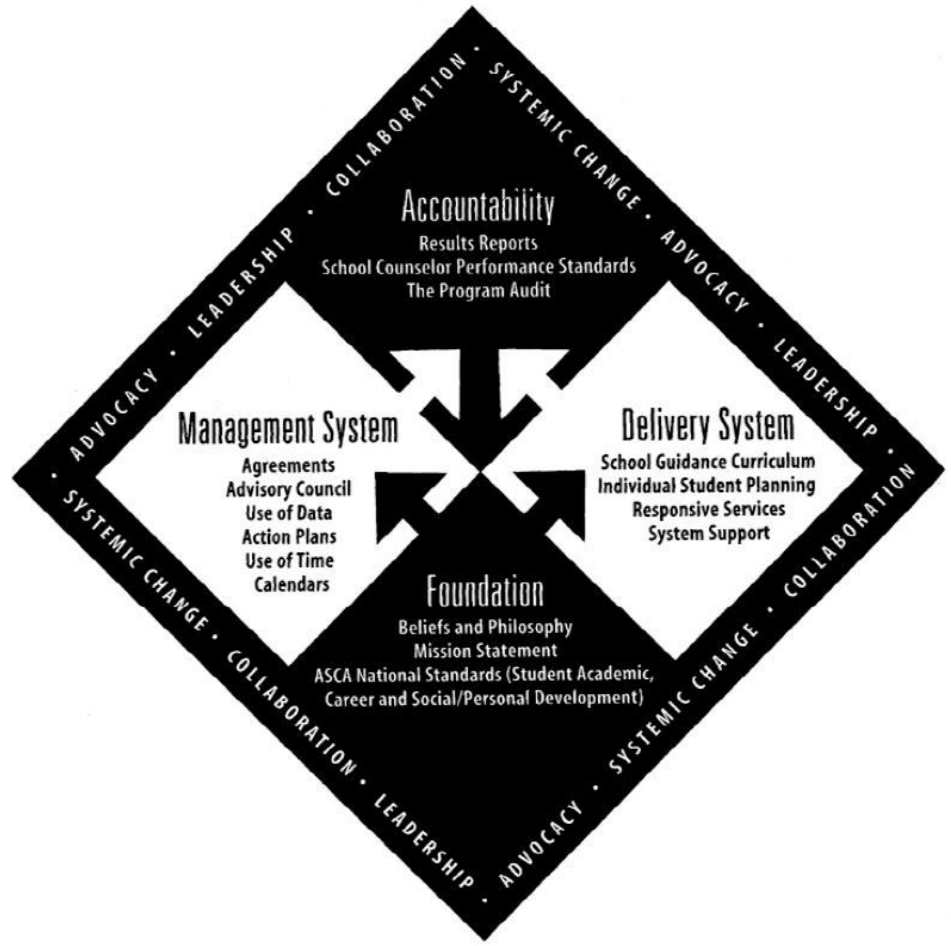 COLLABORATION · SYSTEMIC CHANGE · ADVOCACY · LEADERSHIP ·
Accountability
Results Reports
School Counselor Performance Standards
The Program Audit
· ADVOCACY · LEADERSHIP ·
Management System
Agreements
Advisory Council
Use of Data
Action Plans
Use of Time
Calendars
Delivery System
School Guidance Curriculum
Individual Student Planning
Responsive Services
System Support
Foundation
Beliefs and Philosophy
Mission Statement
ASCA National Standards (Student Academic,
Career and Social/Personal Development)
SYSTEMIC CHANGE · COLLABORATION · LEADERSHIP ·
ADVOCACY · SYSTEMIC CHANGE · COLLABORATION